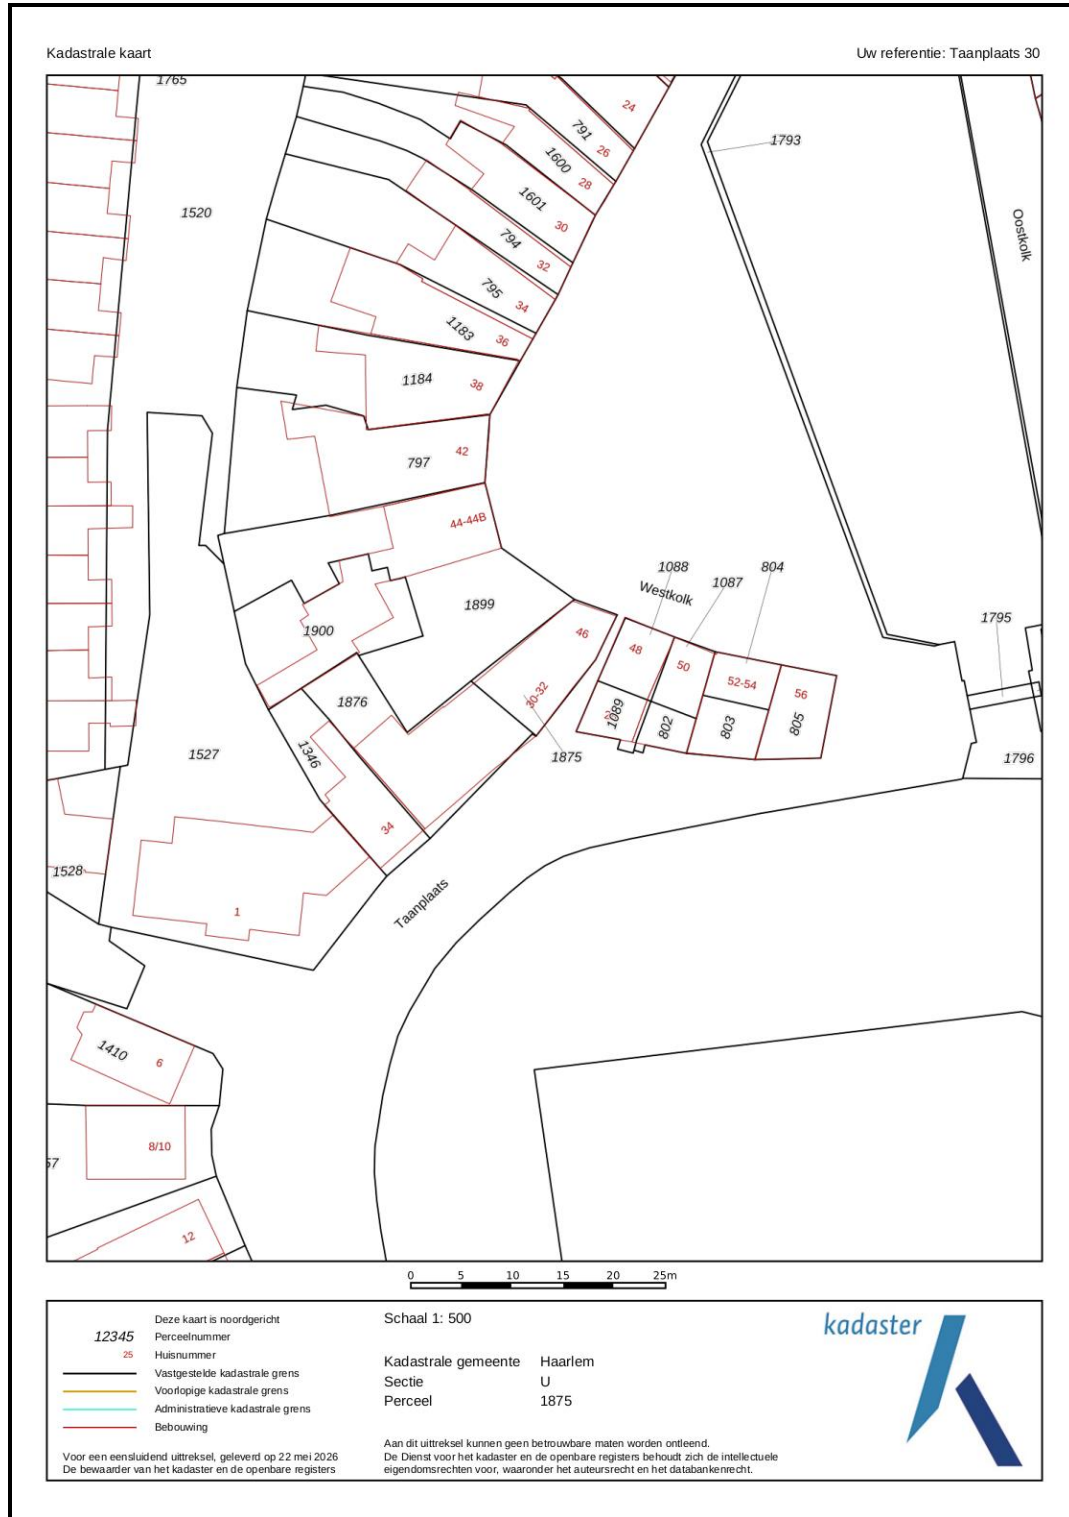 Kadastrale kaart
Uw referentie: Taanplaats 30
1765
24
791
26
1793
1600
28
1520
1601
30
Oostkolk
794
32
795
34
1183
36
1184
38
797
42
44-44B
1088
804
Westkolk
1087
1899
1795
1900
46
48
50
52-54
56
30-32
1876
1089
802
803
805
1346
1527
1875
1796
34
1528
Taanplaats
1
1410
6
8/10
57
12
0 5 10 15 20 25m
Deze kaart is noordgericht
12345 Perceelnummer
25 Huisnummer
Vastgestelde kadastrale grens
Voorlopige kadastrale grens
Administratieve kadastrale grens
Bebouwing
Voor een eensluidend uittreksel, geleverd op 22 mei 2026
De bewaarder van het kadaster en de openbare registers
Schaal 1: 500
Kadastrale gemeente Haarlem
Sectie U
Perceel 1875
Aan dit uittreksel kunnen geen betrouwbare maten worden ontleend.
De Dienst voor het kadaster en de openbare registers behoudt zich de intellectuele
eigendomsrechten voor, waaronder het auteursrecht en het databankenrecht.
kadaster